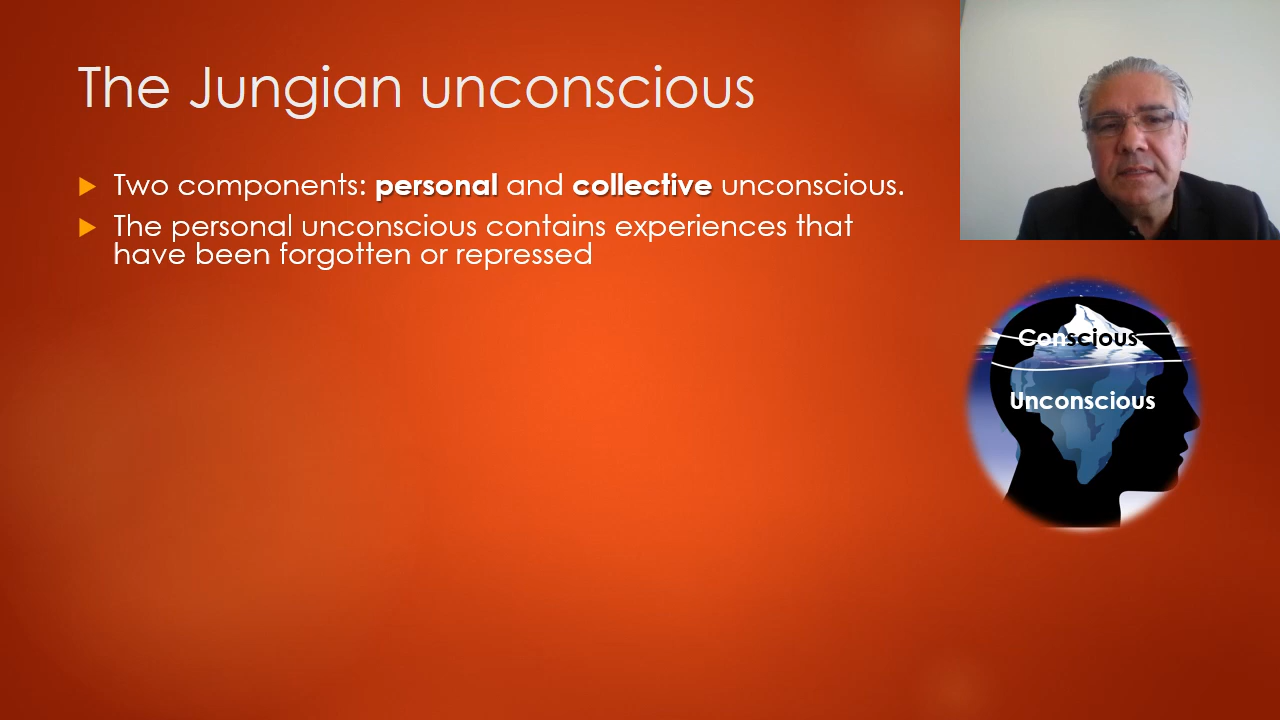 The Jungian unconscious
Two components: personal and collective unconscious.
The personal unconscious contains experiences that
have been forgotten or repressed
Conscious
Unconscious